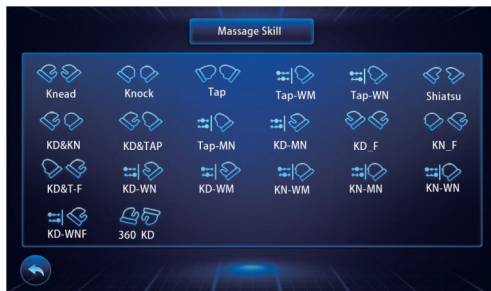 Massage Skill
Knead Knock Tap Tap-WM Tap-WN Shiatsu
KD&KN KD&TAP Tap-MN KD-MN KD_F KN_F
KD&T-F KD-WN KD-WM KN-WM KN-MN KN-WN
KD-WNF 360 KD